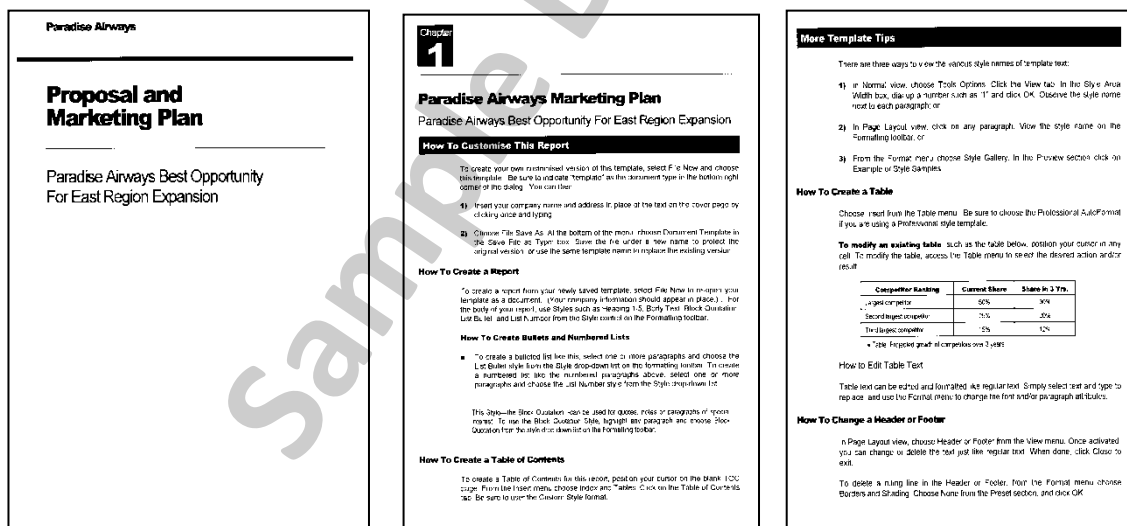 Paradise Airways
Proposal and
Marketing Plan
Paradise Airways Best Opportunity
For East Region Expansion
Chapter
1
Paradise Airways Marketing Plan
Paradise Airways Best Opportunity For East Region Expansion
How To Customise This Report
To create your own customised version of this template, select File New and choose
this template. Be sure to indicate "template" as the document type in the bottom right
corner of the dialog. You can then
1) Insert your company name and address in place of the text on the cover page by
clicking once and typing
2) Choose File Save As. At the bottom of the menu, choose Document Template in
the Save File as Type box. Save the file under a new name to protect the
original version, or use the same template name to replace the existing version
How To Create a Report
To create a report from your newly saved template, select File New to re-open your
template as a document. (Your company information should appear in place.) For
the body of your report, use Styles such as Heading 1-5, Body Text, Block Quotation,
List Bullet, and List Number from the Style control on the Formatting toolbar.
How To Create Bullets and Numbered Lists
To create a bulleted list like this, select one or more paragraphs and choose the
List Bullet style from the Style drop-down list on the formatting toolbar. To create
a numbered list like the numbered paragraphs above, select one or more
paragraphs and choose the List Number style from the Style drop-down list
This Style—the Block Quotation -can be used for quotes, notes or paragraphs of special
interest. To use the Block Quotation Style, highlight any paragraph and choose Block
Quotation from the style drop down list on the Formatting toolbar.
How To Create a Table of Contents
To create a Table of Contents for this report, position your cursor on the blank TOC
page. From the Insert menu choose Index and Tables. Click on the Table of Contents
tab. Be sure to use the Custom Style format.
More Template Tips
There are three ways to view the various style names of template text:
1) In Normal view, choose Tools Options. Click the View tab. In the Style Area
Width box, dial up a number such as "1" and click OK. Observe the style name
next to each paragraph; or
2) In Page Layout view, click on any paragraph. View the style name on the
Formatting toolbar, or
3) From the Format menu choose Style Gallery. In the Preview section click on
Example or Style Samples
How To Create a Table
Choose Insert from the Table menu. Be sure to choose the Professional AutoFormat
if you are using a Professional style template.
To modify an existing table, such as the table below, position your cursor in any
cell. To modify the table, access the Table menu to select the desired action and/or
result
Competitor Ranking Current Share Share in 3 Yrs.
Largest competitor 50%
Second largest competitor
Third largest competitor 15% 12%
Table Projected growth of competitors over 3 years
How to Edit Table Text
Table text can be edited and formatted like regular text. Simply select text and type to
replace, and use the Format menu to change the font and/or paragraph attributes.
How To Change a Header or Footer
In Page Layout view, choose Header or Footer from the View menu. Once activated
you can change or delete the text just like regular text. When done, click Close to
exit.
To delete a ruling line in the Header or Footer, from the Format menu choose
Borders and Shading. Choose None from the Preset section, and click OK
Sample